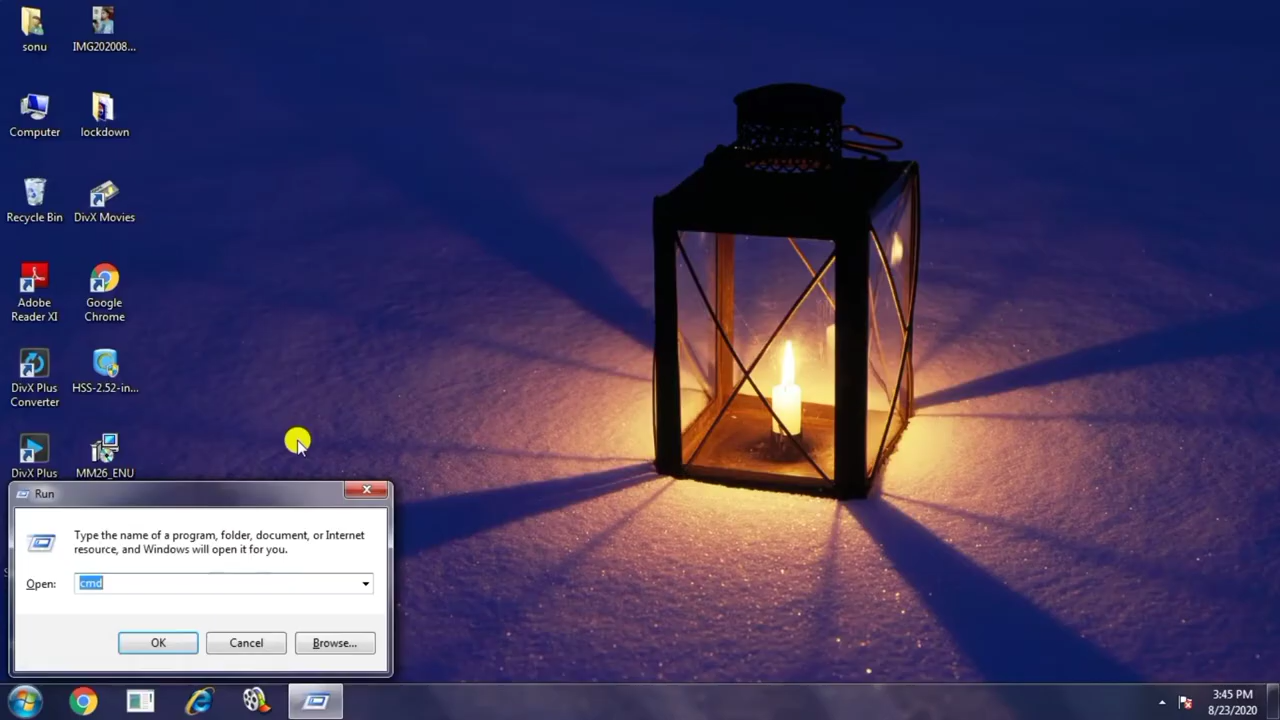 sonu
IMG202008...
Computer
lockdown
Recycle Bin
DivX Movies
Adobe
Reader XI
Google
Chrome
DivX Plus
Converter
HSS-2.52-in...
DivX Plus
MM26_ENU
Run
Type the name of a program, folder, document, or Internet
resource, and Windows will open it for you.
Open:
cmd
OK
Cancel
Browse...
3:45 PM
8/23/2020